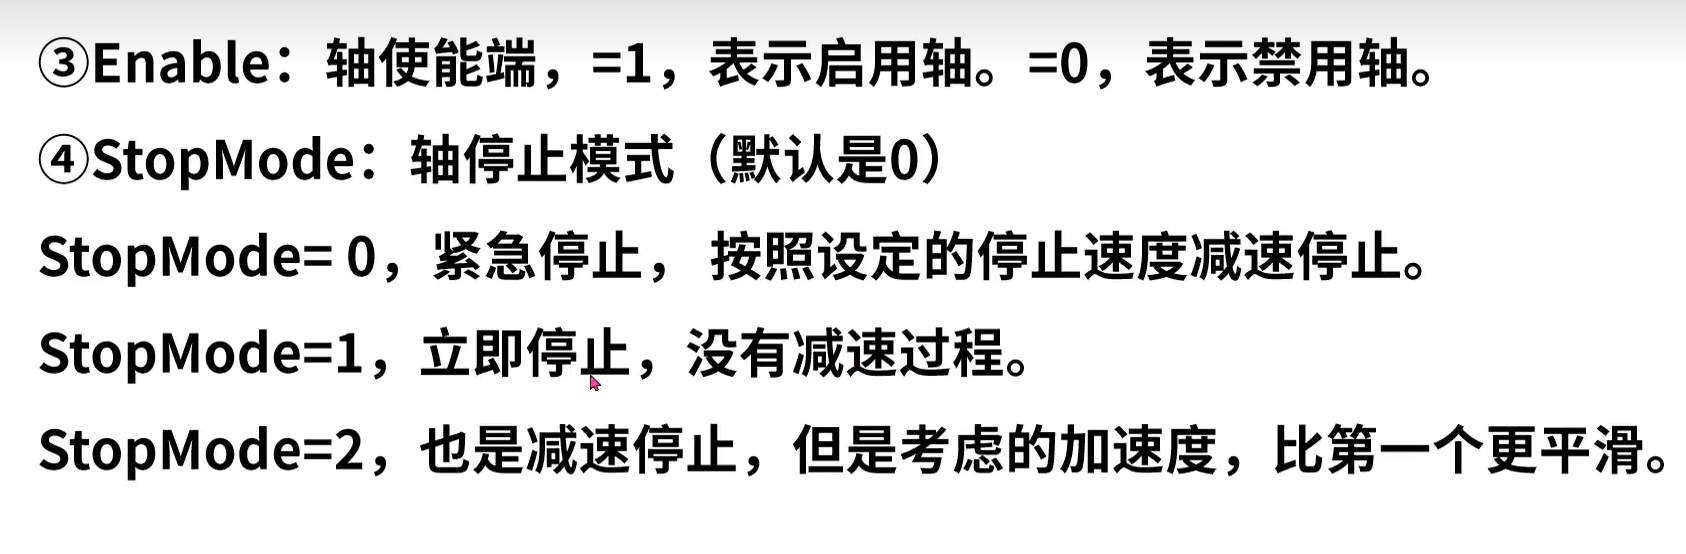 ③Enable：轴使能端，=1，表示启用轴。=0，表示禁用轴。
④StopMode：轴停止模式（默认是0）
StopMode= 0，紧急停止， 按照设定的停止速度减速停止。
StopMode=1，立即停止，没有减速过程。
StopMode=2，也是减速停止，但是考虑的加速度，比第一个更平滑。